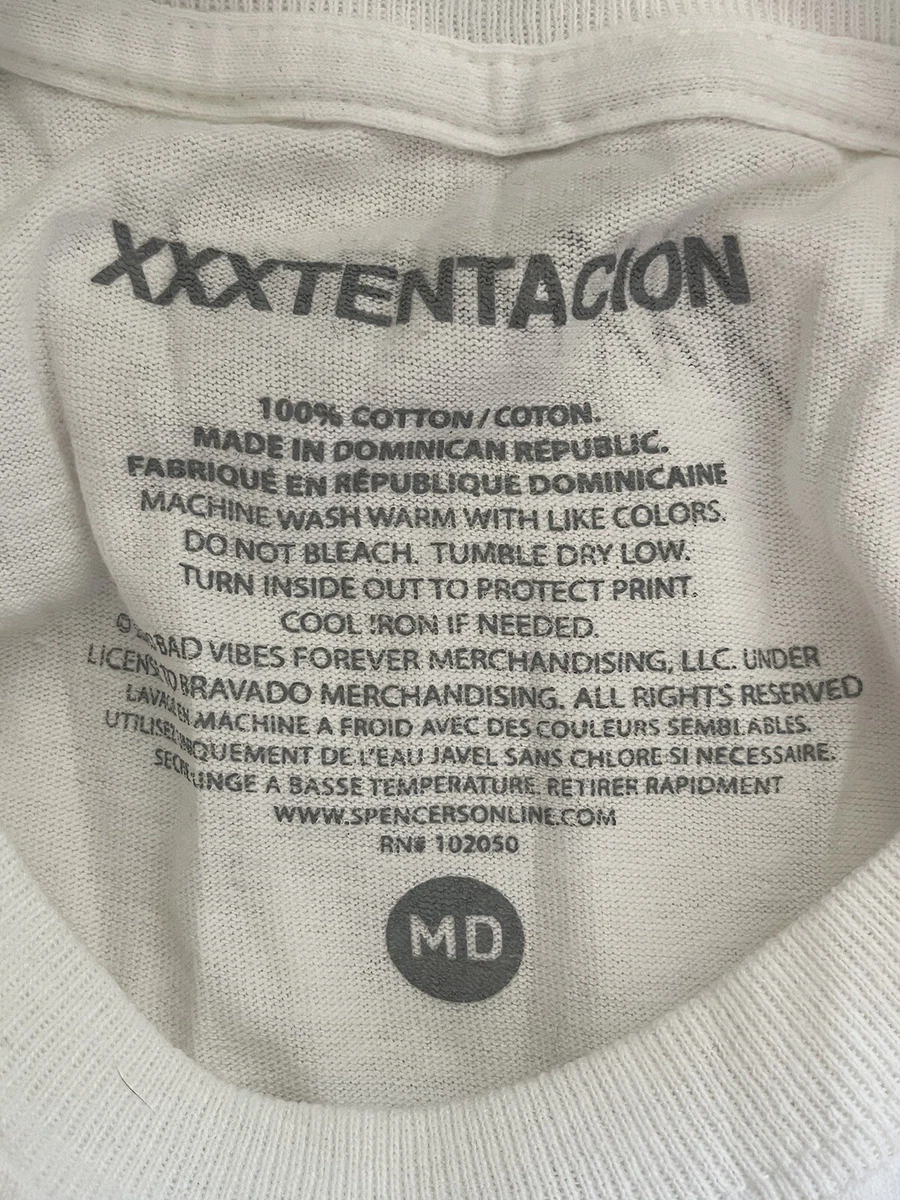 XXXTENTACION
100% COTTON/COTON.
MADE IN DOMINICAN REPUBLIC.
FABRIQUÉ EN RÉPUBLIQUE DOMINICAINE
MACHINE WASH WARM WITH LIKE COLORS.
DO NOT BLEACH. TUMBLE DRY LOW.
TURN INSIDE OUT TO PROTECT PRINT.
COOL IRON IF NEEDED.
© BAD VIBES FOREVER MERCHANDISING, LLC. UNDER
TO BRAVADO MERCHANDISING. ALL RIGHTS RESERVED
EN MACHINE A FROID AVEC DES COULEURS SEMBLABLES.
DE L'EAU JAVEL SANS CHLORE SI NECESSAIRE.
A BASSE TEMPERATURE. RETIRER RAPIDMENT
WWW.SPENCERSONLINE.COM
RN# 102050
MD